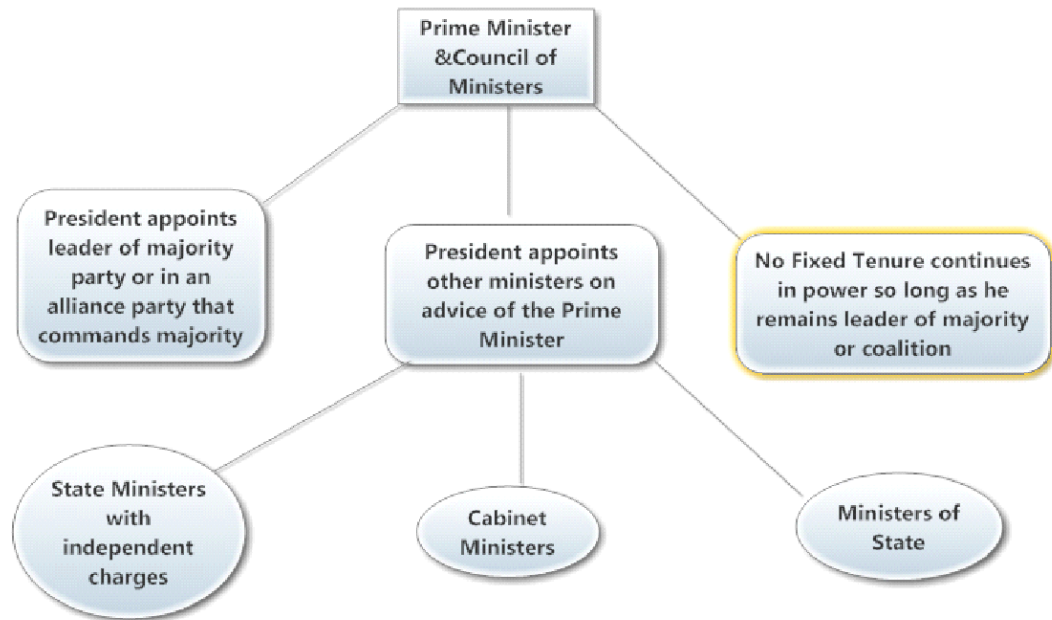 Prime Minister
&Council of
Ministers
President appoints
leader of majority
party or in an
alliance party that
commands majority
President appoints
other ministers on
advice of the Prime
Minister
No Fixed Tenure continues
in power so long as he
remains leader of majority
or coalition
State Ministers
with
independent
charges
Cabinet
Ministers
Ministers of
State